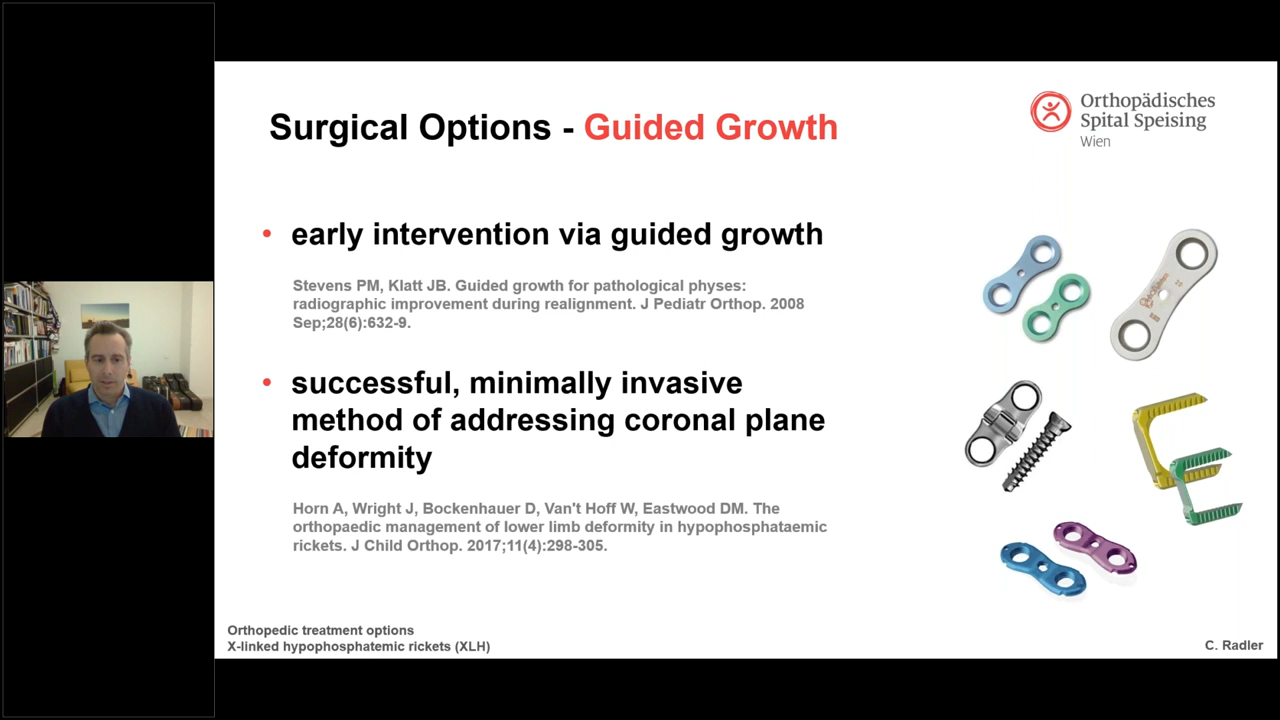 Surgical Options - Guided Growth
Orthopädisches
Spital Speising
Wien
• early intervention via guided growth
Stevens PM, Klatt JB. Guided growth for pathological physes:
radiographic improvement during realignment. J Pediatr Orthop. 2008
Sep;28(6):632-9.
• successful, minimally invasive
method of addressing coronal plane
deformity
Horn A, Wright J, Bockenhauer D, Van't Hoff W, Eastwood DM. The
orthopaedic management of lower limb deformity in hypophosphataemic
rickets. J Child Orthop. 2017;11(4):298-305.
Orthopedic treatment options
X-linked hypophosphatemic rickets (XLH)
C. Radler